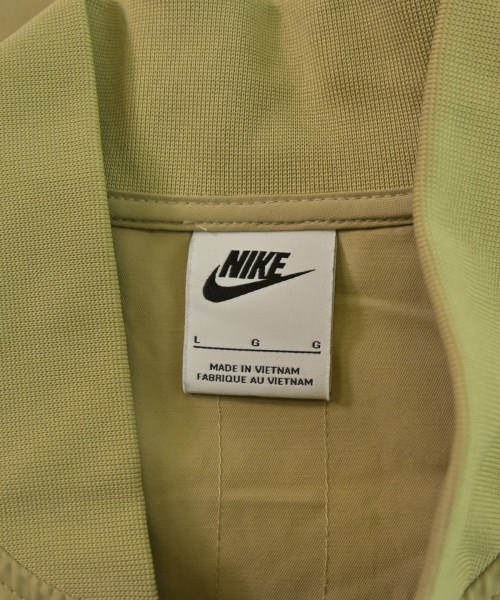 NIKE
L G G
MADE IN VIETNAM
FABRIQUE AU VIETNAM